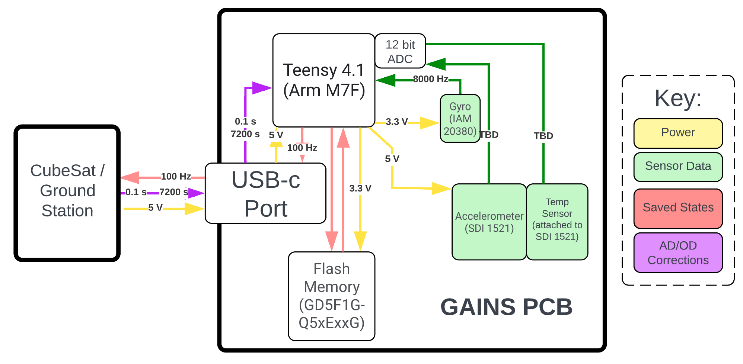 12 bit
ADC
Teensy 4.1
(Arm M7F)
8000 Hz
Gyro
(IAM
20380)
0.1 s
7200 s
5 V
100 Hz
3.3 V
TBD
TBD
5 V
CubeSat /
Ground
Station
100 Hz
0.1 s
7200 s
5 V
USB-c
Port
3.3 V
Accelerometer
(SDI 1521)
Temp
Sensor
(attached to
SDI 1521)
Flash
Memory
(GD5F1G-
Q5xExxG)
GAINS PCB
Key:
Power
Sensor Data
Saved States
AD/OD
Corrections